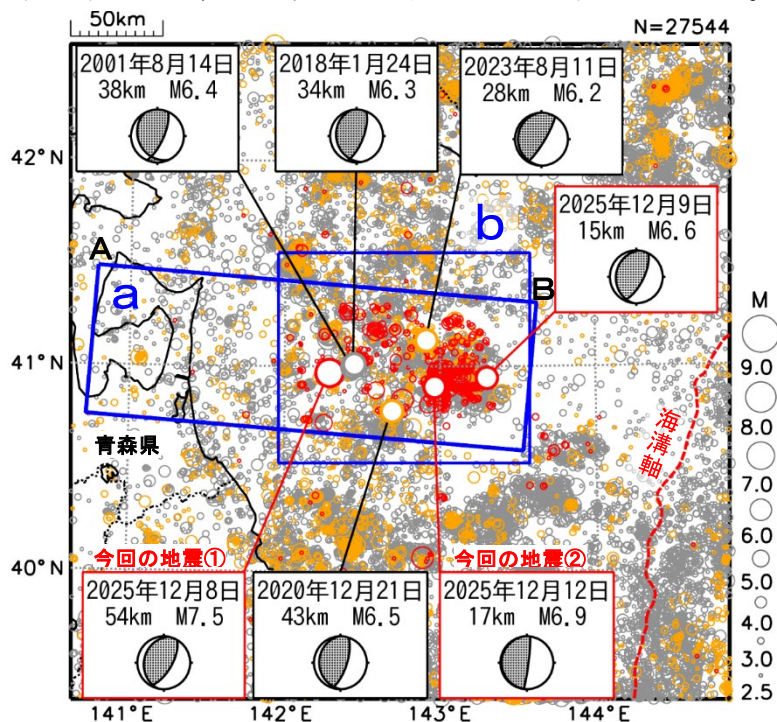 50km
N=27544
2001年8月14日
38km M6.4
2018年1月24日
34km M6.3
2023年8月11日
28km M6.2
42°N
b
2025年12月9日
15km M6.6
A
a
B
M
41°N
9.0
海溝軸
8.0
青森県
7.0
6.0
今回の地震①
今回の地震②
40°N
5.0
2025年12月8日
54km M7.5
2020年12月21日
43km M6.5
2025年12月12日
17km M6.9
4.0
3.0
2.5
141°E
142°E
143°E
144°E